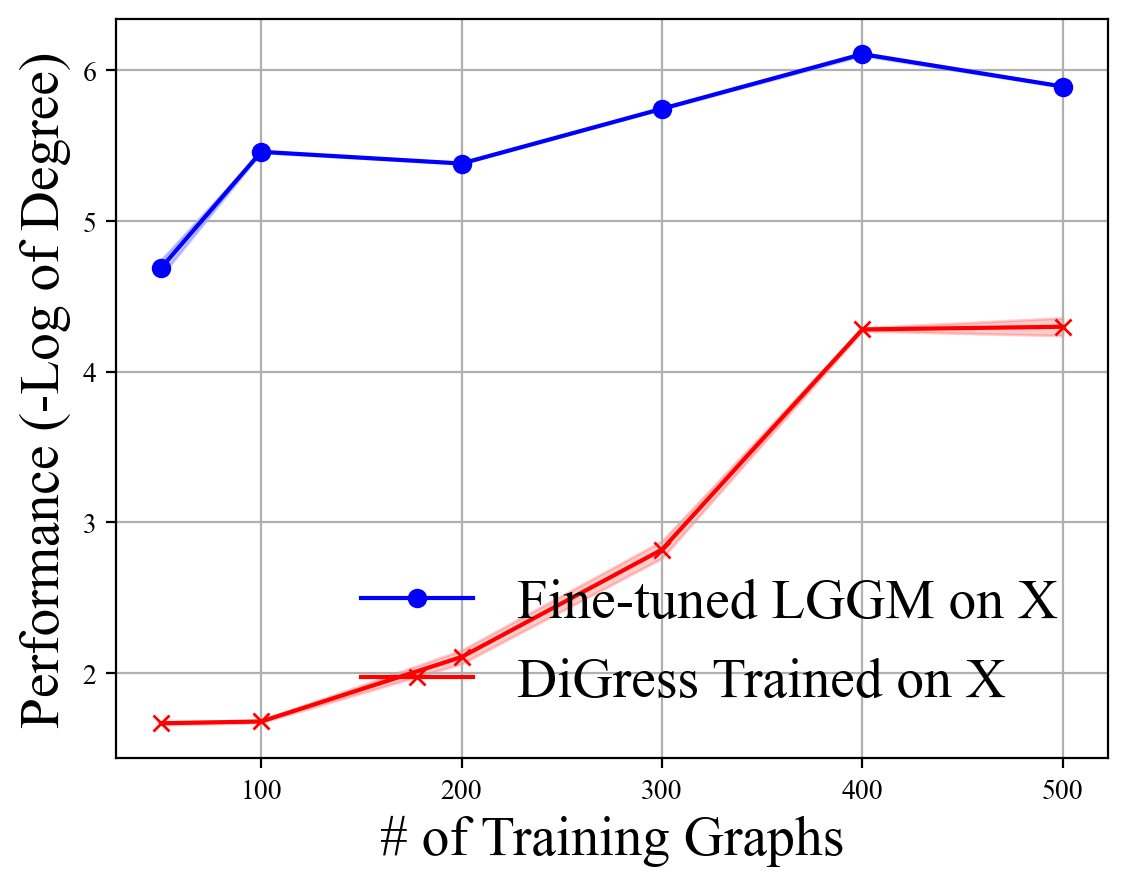 Performance (-Log of Degree)
6
5
4
3
2
Fine-tuned LGGM on X
DiGress Trained on X
100 200 300 400 500
# of Training Graphs